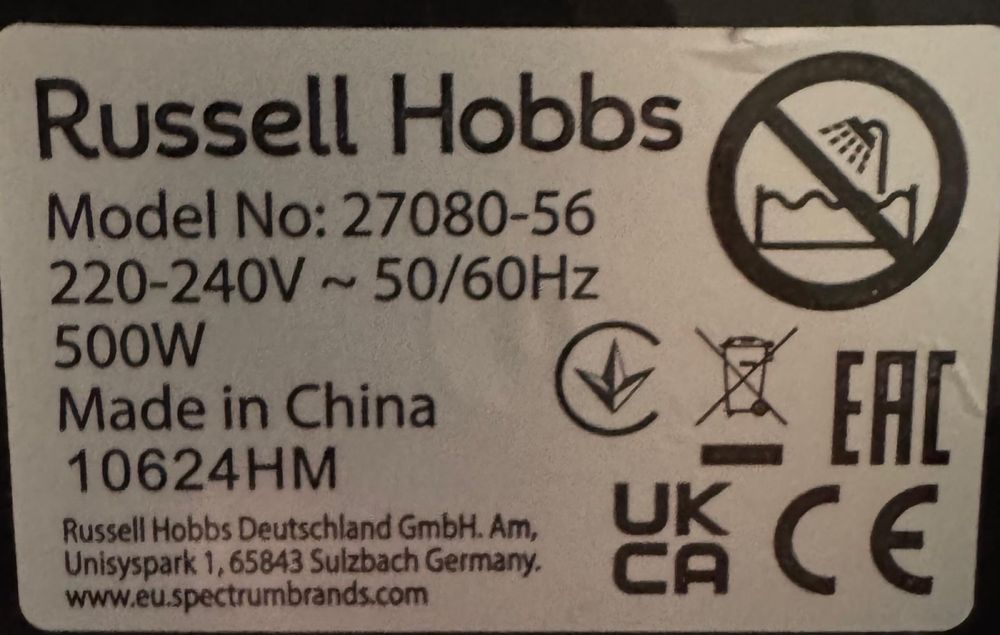 Russell Hobbs
Model No: 27080-56
220-240V ~ 50/60Hz
500W
Made in China
10624HM
Russell Hobbs Deutschland GmbH. Am,
Unisyspark 1, 65843 Sulzbach Germany.
www.eu.spectrumbrands.com
EAC
UK
CA
CE